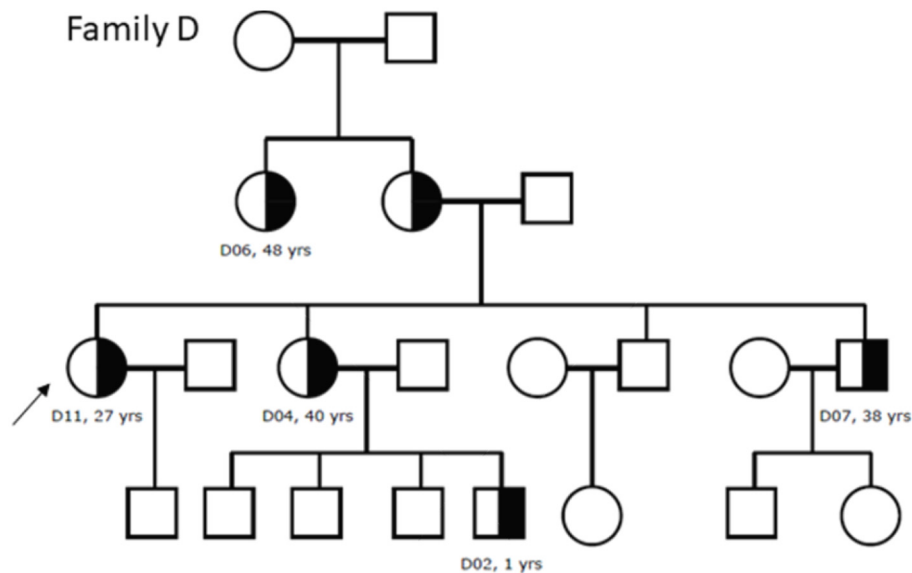 Family D
D06, 48 yrs
D11, 27 yrs
D04, 40 yrs
D07, 38 yrs
D02, 1 yrs